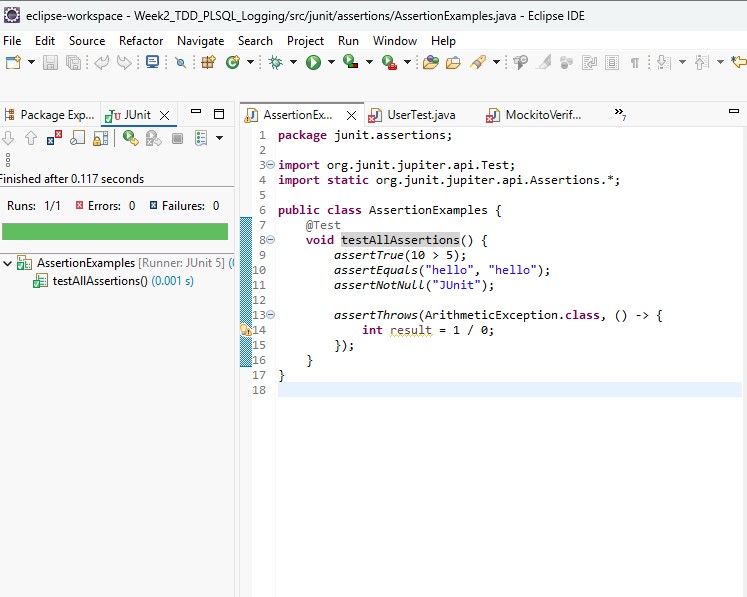 eclipse-workspace - Week2_TDD_PLSQL_Logging/src/junit/assertions/AssertionExamples.java - Eclipse IDE
File Edit Source Refactor Navigate Search Project Run Window Help
Package Exp... JUnit
Finished after 0.117 seconds
Runs: 1/1 Errors: 0 Failures: 0
AssertionExamples [Runner: JUnit 5] (0
testAllAssertions() (0.001 s)
AssertionEx... UserTest.java MockitoVerif... »7
1 package junit.assertions;
2
3 import org.junit.jupiter.api.Test;
4 import static org.junit.jupiter.api.Assertions.*;
5
6 public class AssertionExamples {
7 @Test
8 void testAllAssertions() {
9 assertTrue(10 > 5);
10 assertEquals("hello", "hello");
11 assertNotNull("JUnit");
12
13 assertThrows(ArithmeticException.class, () -> {
14 int result = 1 / 0;
15 });
16 }
17 }
18